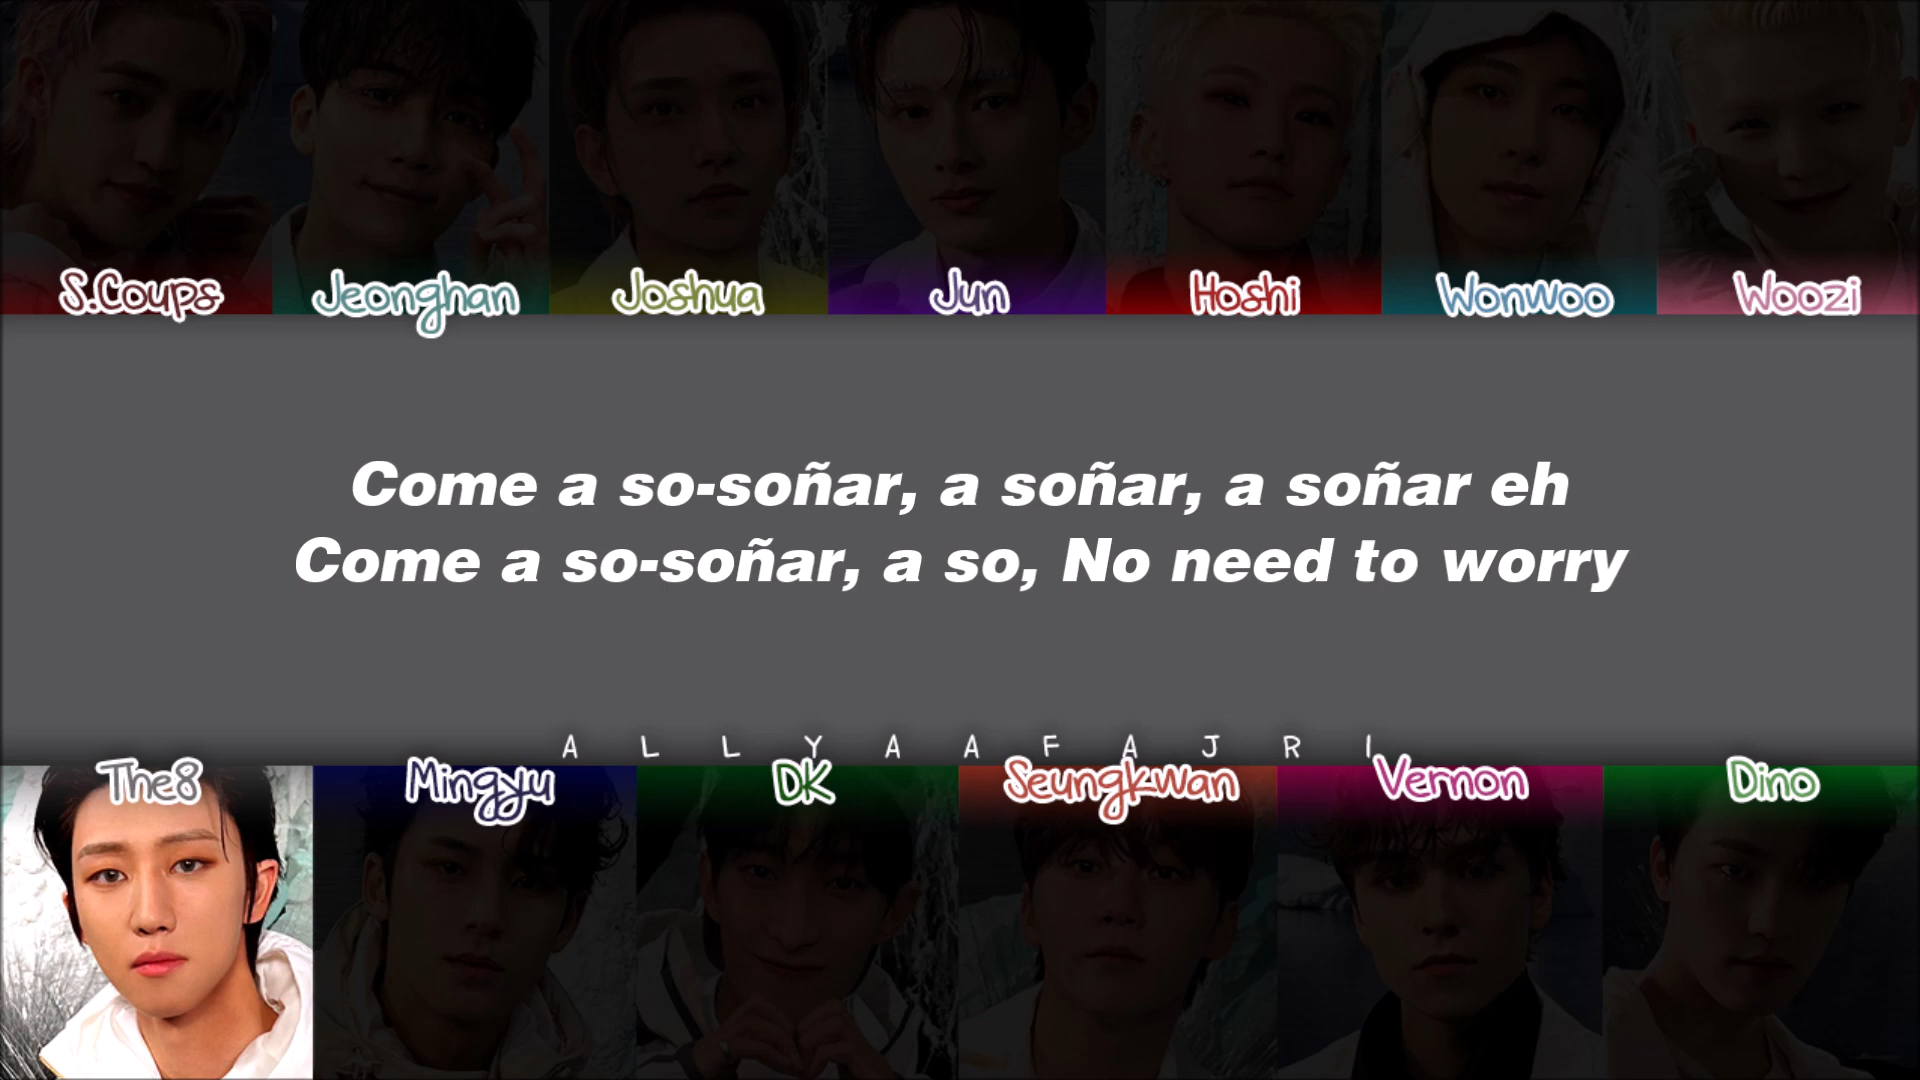 S.Coups Jeonghan Joshua Jun Hoshi Wonwoo Woozi
Come a so-soñar, a soñar, a soñar eh
Come a so-soñar, a so, No need to worry
A L L Y A A F A J R I
The8 Mingyu DK Seungkwan Vernon Dino